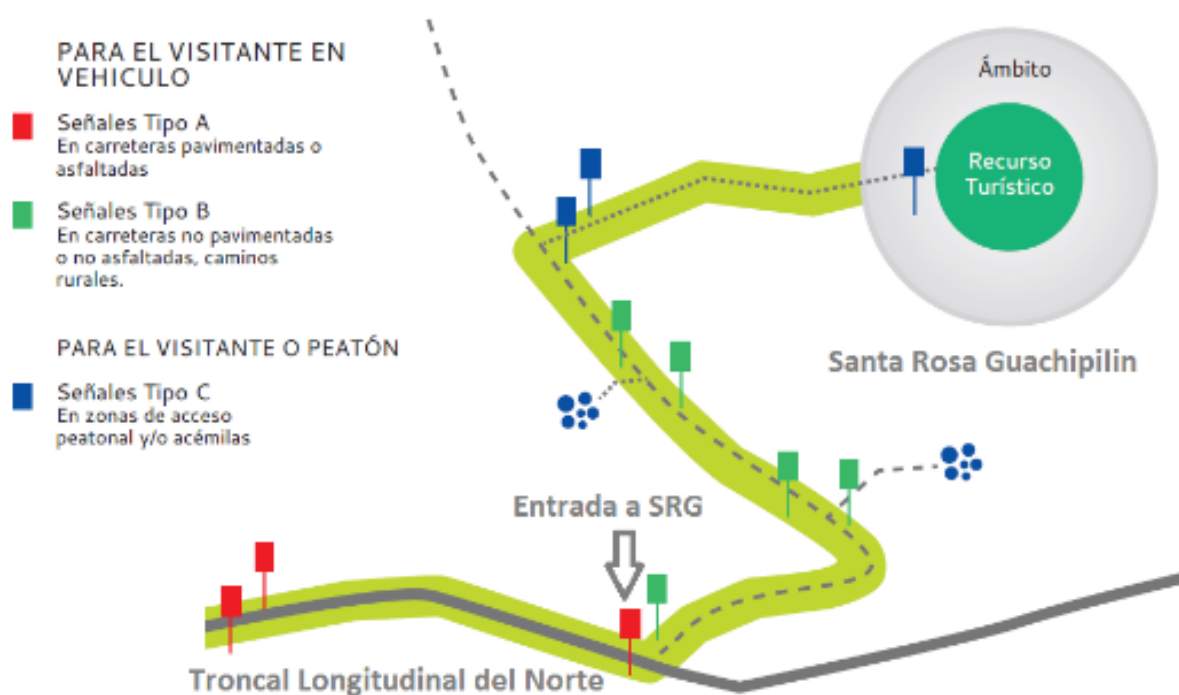 PARA EL VISITANTE EN
VEHICULO
Señales Tipo A
En carreteras pavimentadas o
asfaltadas
Señales Tipo B
En carreteras no pavimentadas
o no asfaltadas, caminos
rurales.
PARA EL VISITANTE O PEATÓN
Señales Tipo C
En zonas de acceso
peatonal y/o acémilas
Ámbito
Recurso
Turístico
Santa Rosa Guachipilin
Entrada a SRG
Troncal Longitudinal del Norte